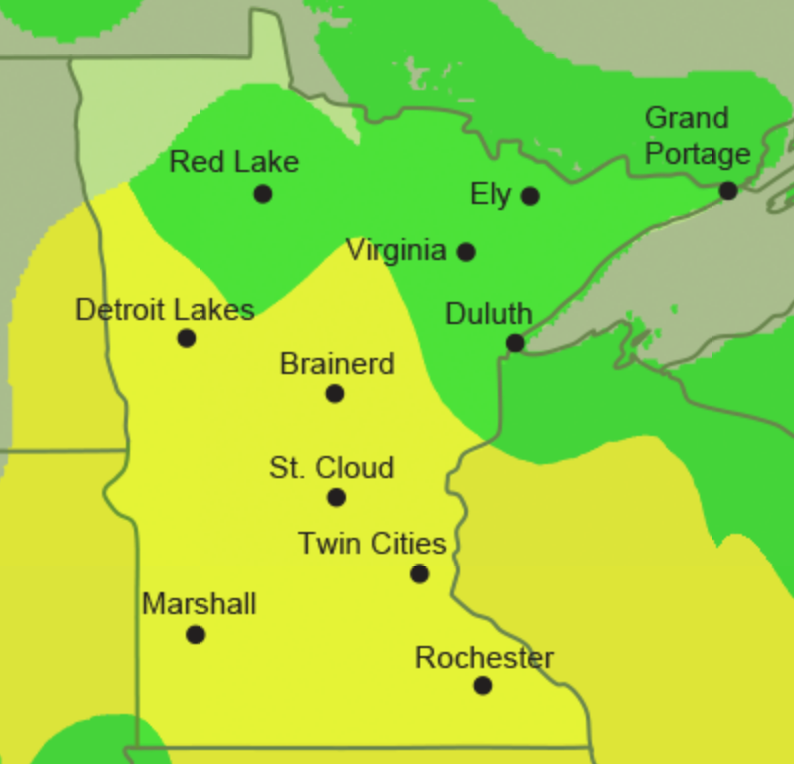 Grand
Portage
Red Lake
Ely
Virginia
Detroit Lakes
Duluth
Brainerd
St. Cloud
Twin Cities
Marshall
Rochester